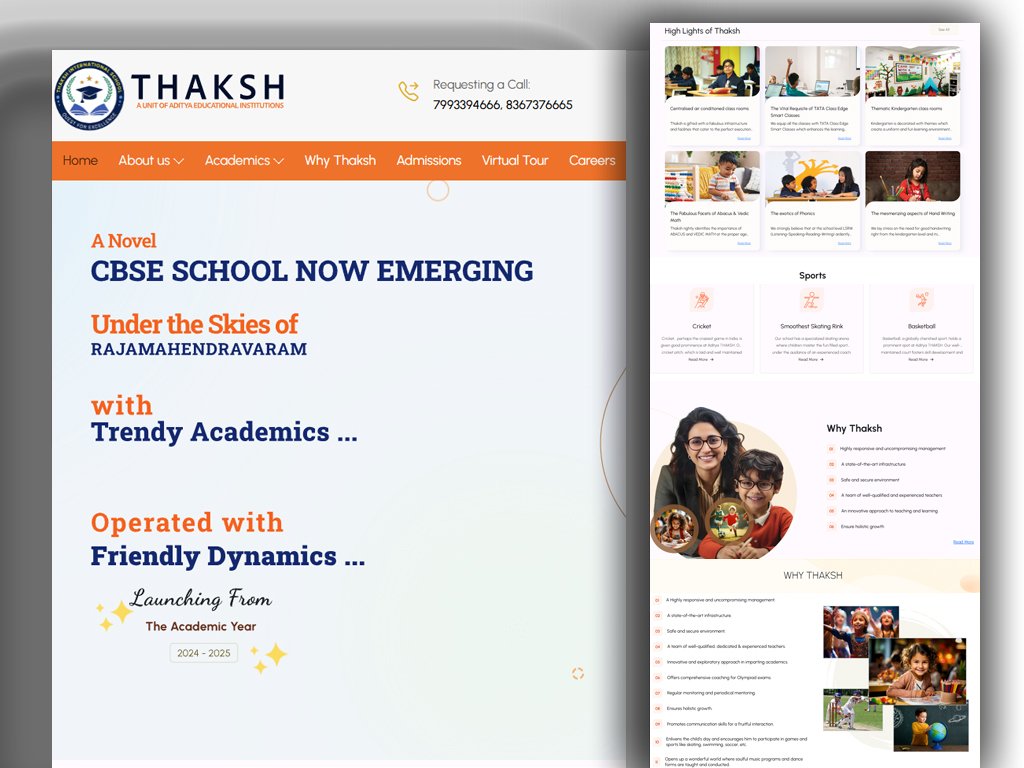 THAKSH INTERNATIONAL SCHOOL
QUEST FOR EXCELLENCE
THAKSH
A UNIT OF ADITYA EDUCATIONAL INSTITUTIONS
Requesting a Call:
7993394666, 8367376665
Home About us Academics Why Thaksh Admissions Virtual Tour Careers
A Novel
CBSE SCHOOL NOW EMERGING
Under the Skies of
RAJAMAHENDRAVARAM
with
Trendy Academics ...
Operated with
Friendly Dynamics ...
Launching From
The Academic Year
2024 - 2025
High Lights of Thaksh
See All
Centralised air conditioned class rooms
Thaksh is gifted with a fabulous infrastructure
and facilities that cater to the perfect execution...
Read More
The Vital Requisite of TATA Class Edge
Smart Classes
We equip all the classes with TATA Class Edge
Smart Classes which enhances the learning...
Read More
Thematic Kindergarten class rooms
Kindergarten is decorated with themes which
create a uniform and fun learning environment...
Read More
The Fabulous Facets of Abacus & Vedic
Math
Thaksh rightly identifies the importance of
ABACUS and VEDIC MATH at the proper age...
Read More
The exotics of Phonics
We strongly believe that at the school level LSRW
(Listening-Speaking-Reading-Writing) ardently...
Read More
The mesmerizing aspects of Hand Writing
We lay stress on the need for good handwriting
right from the kindergarten level and to...
Read More
Sports
Cricket
Cricket , perhaps the craziest game in India, is
given good prominence at Aditya THAKSH. O...
cricket pitch which is laid and well maintained
Read More →
Smoothest Skating Rink
Our school has a specialised skating arena
where children master the fun filled sport,
under the guidance of an experienced coach.
Read More →
Basketball
Basketball, a globally cherished sport, holds a
prominent spot at Aditya THAKSH. Our well-
maintained court fosters skill development and
Read More →
Why Thaksh
01 Highly responsive and uncompromising management
02 A state-of-the-art infrastructure
03 Safe and secure environment
04 A team of well-qualified and experienced teachers
05 An innovative approach to teaching and learning
06 Ensure holistic growth
Read More
WHY THAKSH
01 A Highly responsive and uncompromising management
02 A state-of-the-art infrastructure.
03 Safe and secure environment
04 A team of well-qualified, dedicated & experienced teachers.
05 Innovative and exploratory approach in imparting academics.
06 Offers comprehensive coaching for Olympiad exams.
07 Regular monitoring and periodical mentoring.
08 Ensures holistic growth
09 Promotes communication skills for a fruitful interaction.
10 Enlivens the child's day and encourages him to participate in games and
sports like skating, swimming, soccer, etc.
Opens up a wonderful world where soulful music programs and dance
forms are taught and conducted